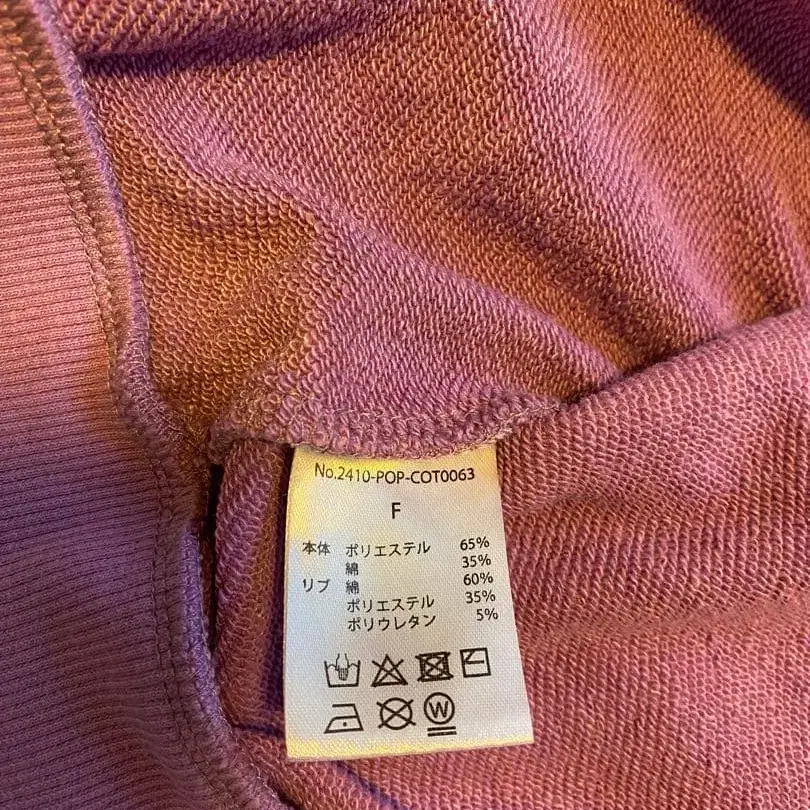 No.2410-POP-COT0063
F
本体 ポリエステル 65%
綿 35%
リブ 綿 60%
ポリエステル 35%
ポリウレタン 5%
W